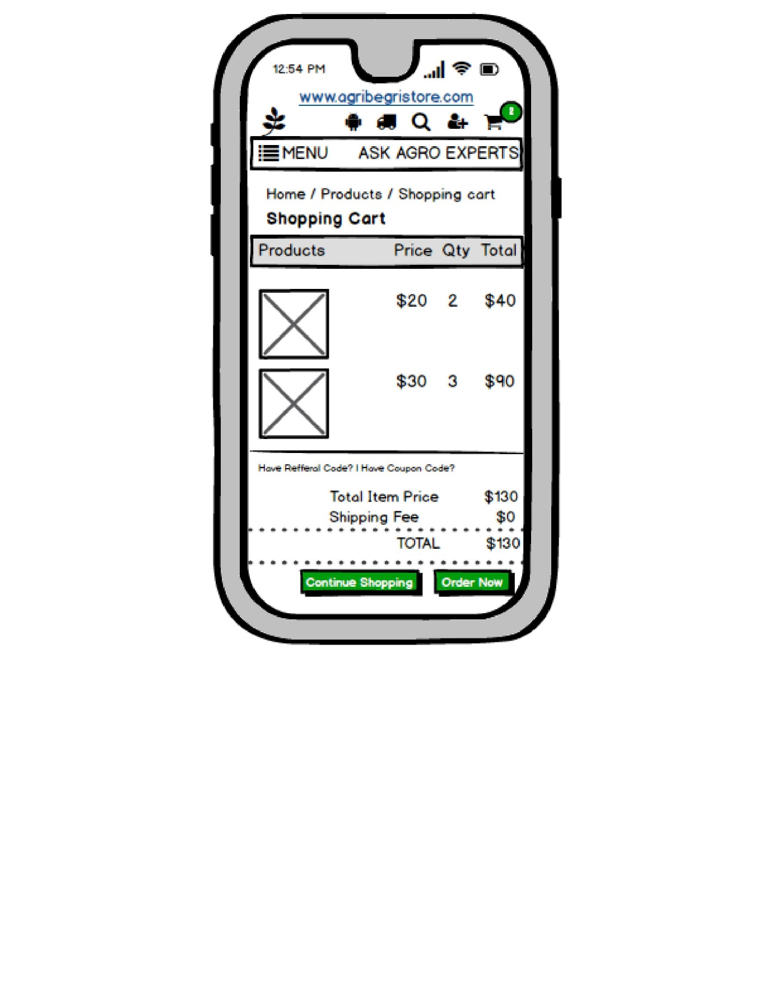 12:54 PM
www.agribegristore.com
2
MENU ASK AGRO EXPERTS
Home / Products / Shopping cart
Shopping Cart
Products Price Qty Total
$20 2 $40
$30 3 $90
Have Refferal Code? | Have Coupon Code?
Total Item Price $130
Shipping Fee $0
TOTAL $130
Continue Shopping Order Now